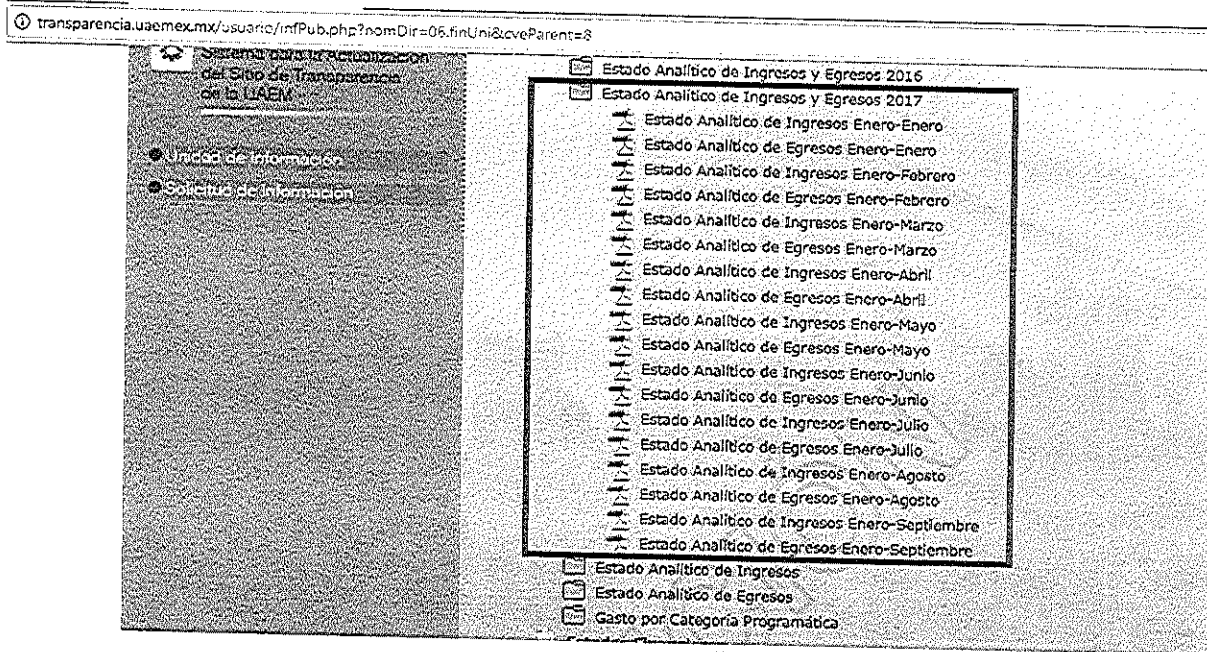 transparencia.uaemex.mx/usuario/infPub.php?nomDir=06.finUni&cveParent=8
Sistema para la Actualización
del Sitio de Transparencia
de la UAEM
Unidad de Información
Solicitud de Información
Estado Analítico de Ingresos y Egresos 2016
Estado Analítico de Ingresos y Egresos 2017
Estado Analítico de Ingresos Enero-Enero
Estado Analítico de Egresos Enero-Enero
Estado Analítico de Ingresos Enero-Febrero
Estado Analítico de Egresos Enero-Febrero
Estado Analítico de Ingresos Enero-Marzo
Estado Analítico de Egresos Enero-Marzo
Estado Analítico de Ingresos Enero-Abril
Estado Analítico de Egresos Enero-Abril
Estado Analítico de Ingresos Enero-Mayo
Estado Analítico de Egresos Enero-Mayo
Estado Analítico de Ingresos Enero-Junio
Estado Analítico de Egresos Enero-Junio
Estado Analítico de Ingresos Enero-Julio
Estado Analítico de Egresos Enero-Julio
Estado Analítico de Ingresos Enero-Agosto
Estado Analítico de Egresos Enero-Agosto
Estado Analítico de Ingresos Enero-Septiembre
Estado Analítico de Egresos Enero-Septiembre
Estado Analítico de Ingresos
Estado Analítico de Egresos
Gasto por Categoría Programática